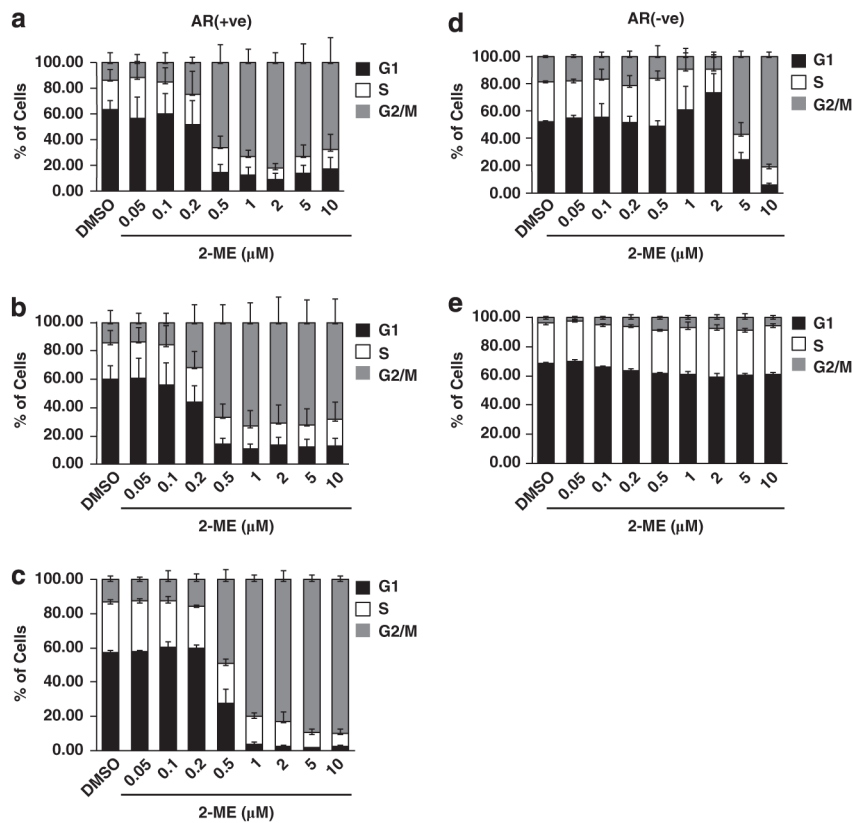 a
AR(+ve)
% of Cells
100.00
80.00
60.00
40.00
20.00
0.00
G1
S
G2/M
DMSO
0.05
0.1
0.2
0.5
1
2
5
10
2-ME (μM)
b
% of Cells
100.00
80.00
60.00
40.00
20.00
0.00
G1
S
G2/M
DMSO
0.05
0.1
0.2
0.5
1
2
5
10
2-ME (μM)
c
% of Cells
100.00
80.00
60.00
40.00
20.00
0.00
G1
S
G2/M
DMSO
0.05
0.1
0.2
0.5
1
2
5
10
2-ME (μM)
d
AR(-ve)
% of Cells
100.00
80.00
60.00
40.00
20.00
0.00
G1
S
G2/M
DMSO
0.05
0.1
0.2
0.5
1
2
5
10
2-ME (μM)
e
% of Cells
100.00
80.00
60.00
40.00
20.00
0.00
G1
S
G2/M
DMSO
0.05
0.1
0.2
0.5
1
2
5
10
2-ME (μM)